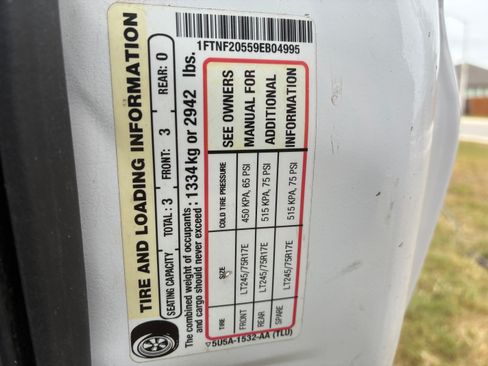 1FTNF20559EB04995
TIRE AND LOADING INFORMATION
SEATING CAPACITY TOTAL : 3 FRONT: 3 REAR: 0
The combined weight of occupants
and cargo should never exceed : 1334 kg or 2942 lbs.
TIRE SIZE COLD TIRE PRESSURE SEE OWNERS
FRONT LT245/75R17E 450 KPA, 65 PSI MANUAL FOR
REAR LT245/75R17E 515 KPA, 75 PSI ADDITIONAL
SPARE LT245/75R17E 515 KPA, 75 PSI INFORMATION
▽5U5A-1532-AA (TLU)